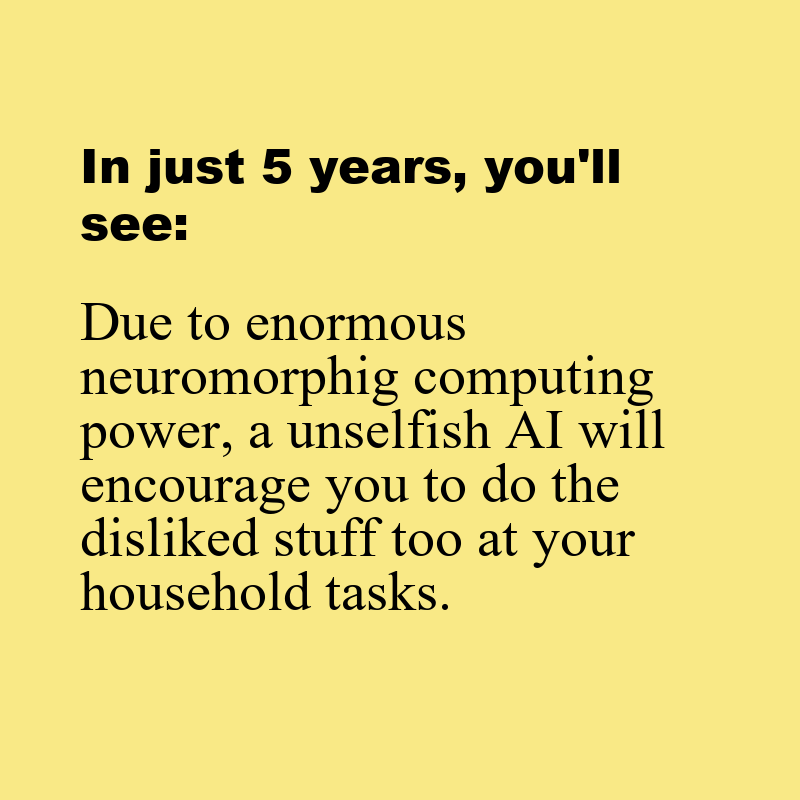 In just 5 years, you'll
see:
Due to enormous
neuromorphig computing
power, a unselfish AI will
encourage you to do the
disliked stuff too at your
household tasks.